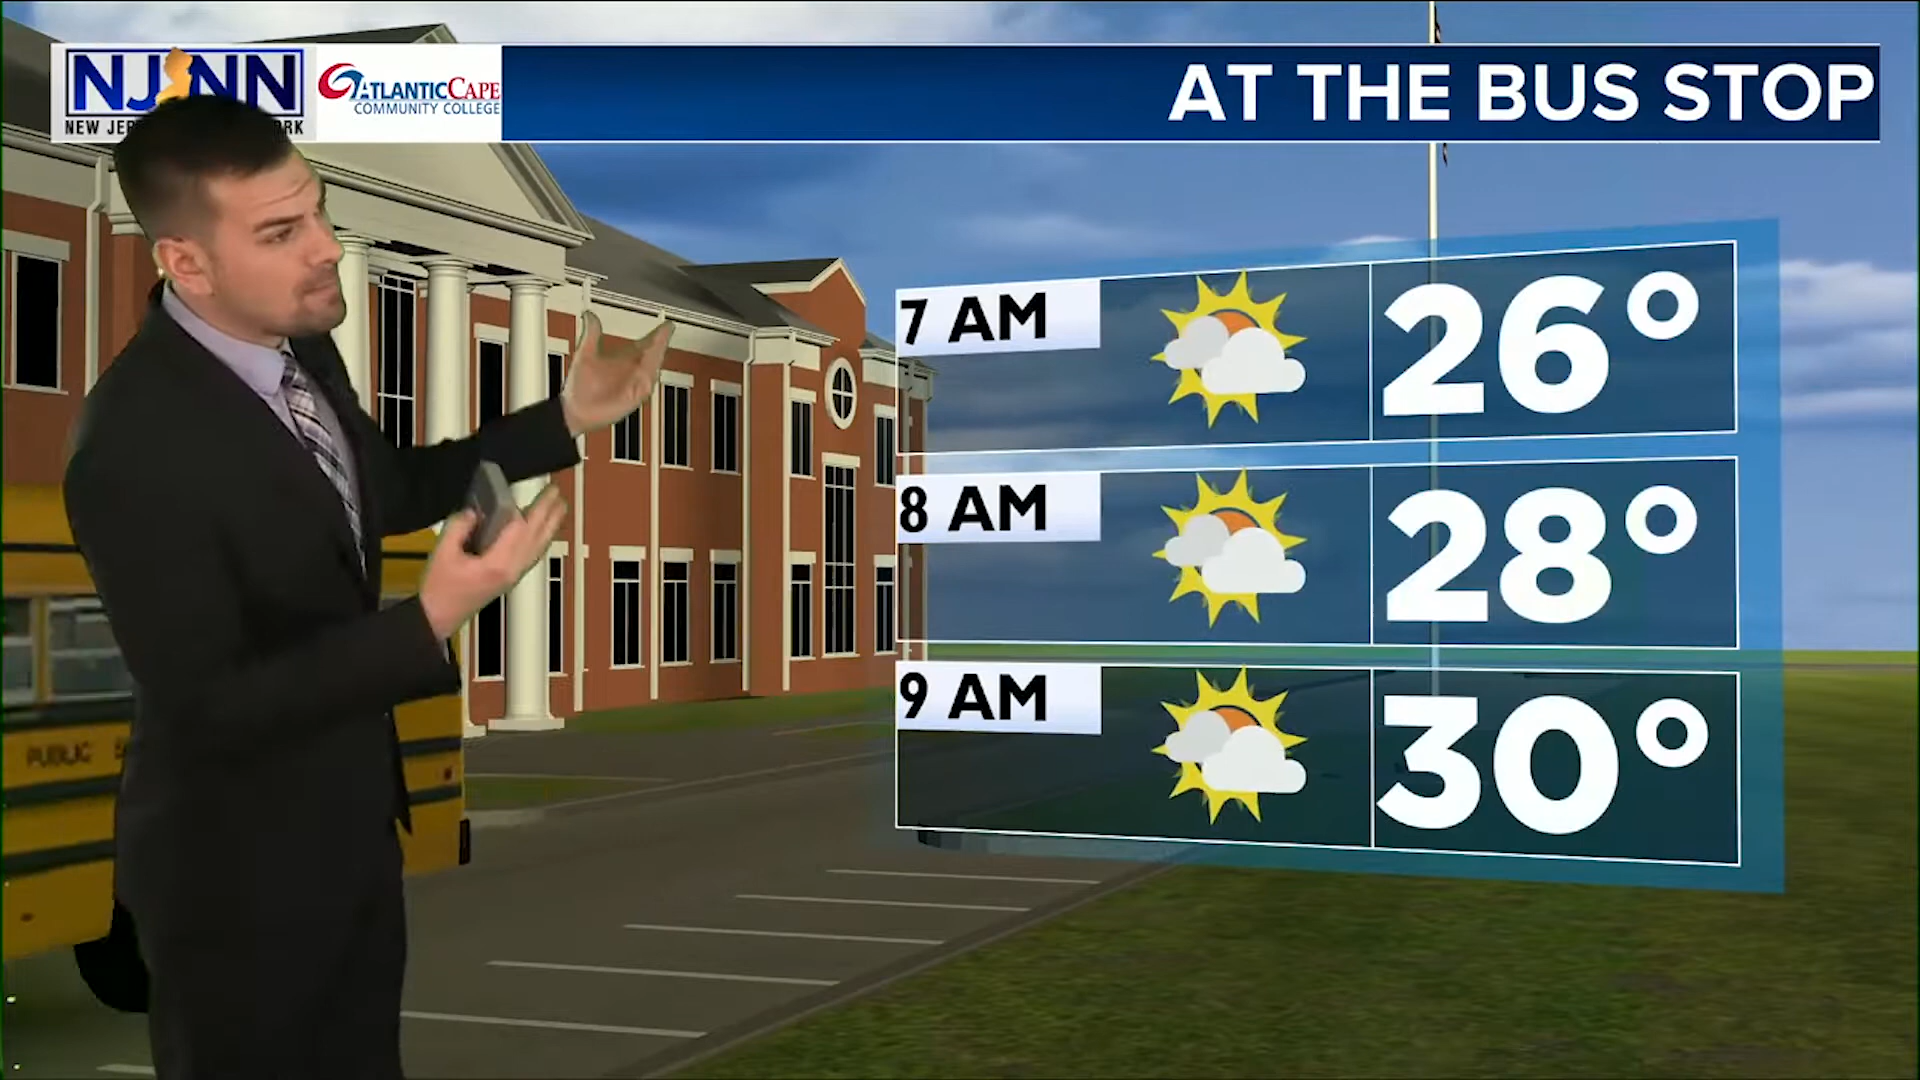 NJNN
NEW JER RK
ATLANTICCAPE
COMMUNITY COLLEGE
AT THE BUS STOP
7 AM
26°
8 AM
28°
9 AM
30°
PUBLIC